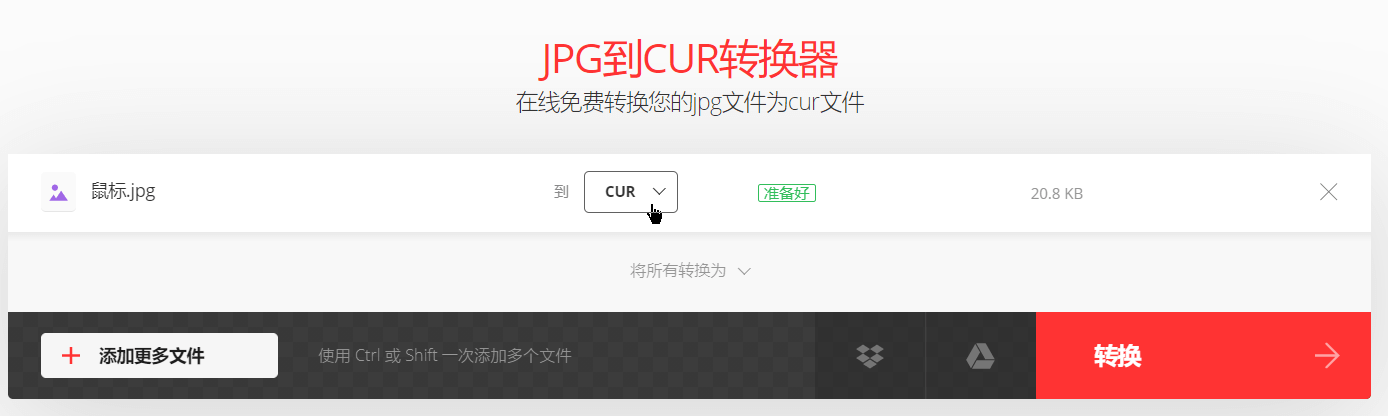 JPG到CUR转换器
在线免费转换您的jpg文件为cur文件
鼠标.jpg 到 CUR 准备好 20.8 KB
将所有转换为
添加更多文件 使用 Ctrl 或 Shift 一次添加多个文件 转换